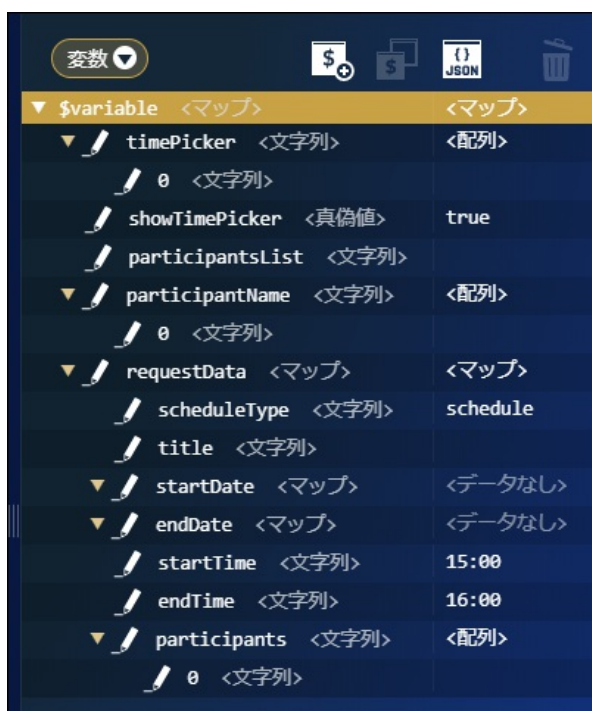 変数
$
$
{}
JSON
$variable <マップ> <マップ>
timePicker <文字列> <配列>
0 <文字列>
showTimePicker <真偽値> true
participantsList <文字列>
participantName <文字列> <配列>
0 <文字列>
requestData <マップ> <マップ>
scheduleType <文字列> schedule
title <文字列>
startDate <マップ> <データなし>
endDate <マップ> <データなし>
startTime <文字列> 15:00
endTime <文字列> 16:00
participants <文字列> <配列>
0 <文字列>